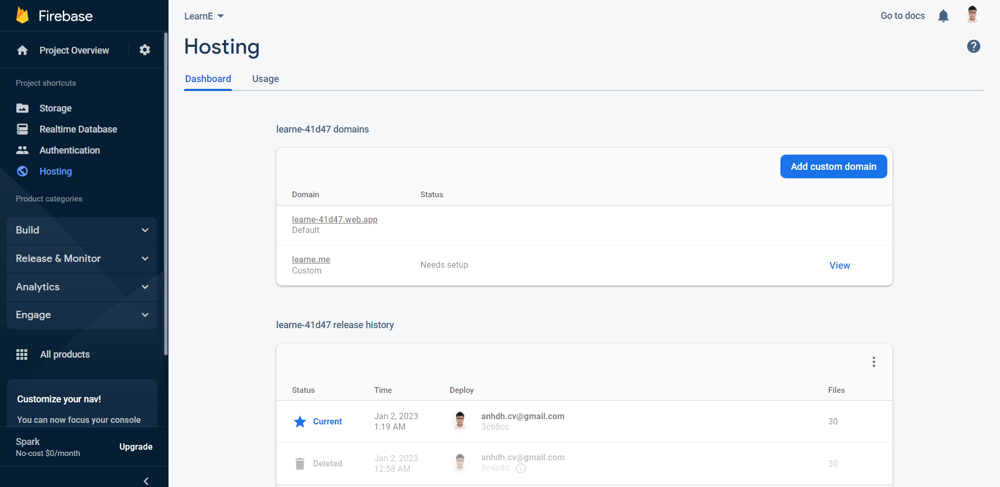 Firebase
Project Overview
Project shortcuts
Storage
Realtime Database
Authentication
Hosting
Product categories
Build
Release & Monitor
Analytics
Engage
All products
Customize your nav!
You can now focus your console
Spark
No-cost $0/month
Upgrade
LearnE
Go to docs
Hosting
Dashboard Usage
learne-41d47 domains
Add custom domain
Domain Status
learne-41d47.web.app
Default
learne.me
Custom
Needs setup
View
learne-41d47 release history
Status Time Deploy Files
Current
Jan 2, 2023
1:19 AM
anhdh.cv@gmail.com
3c68cc
30
Deleted
Jan 2, 2023
12:58 AM
anhdh.cv@gmail.com
8c4c4d
30